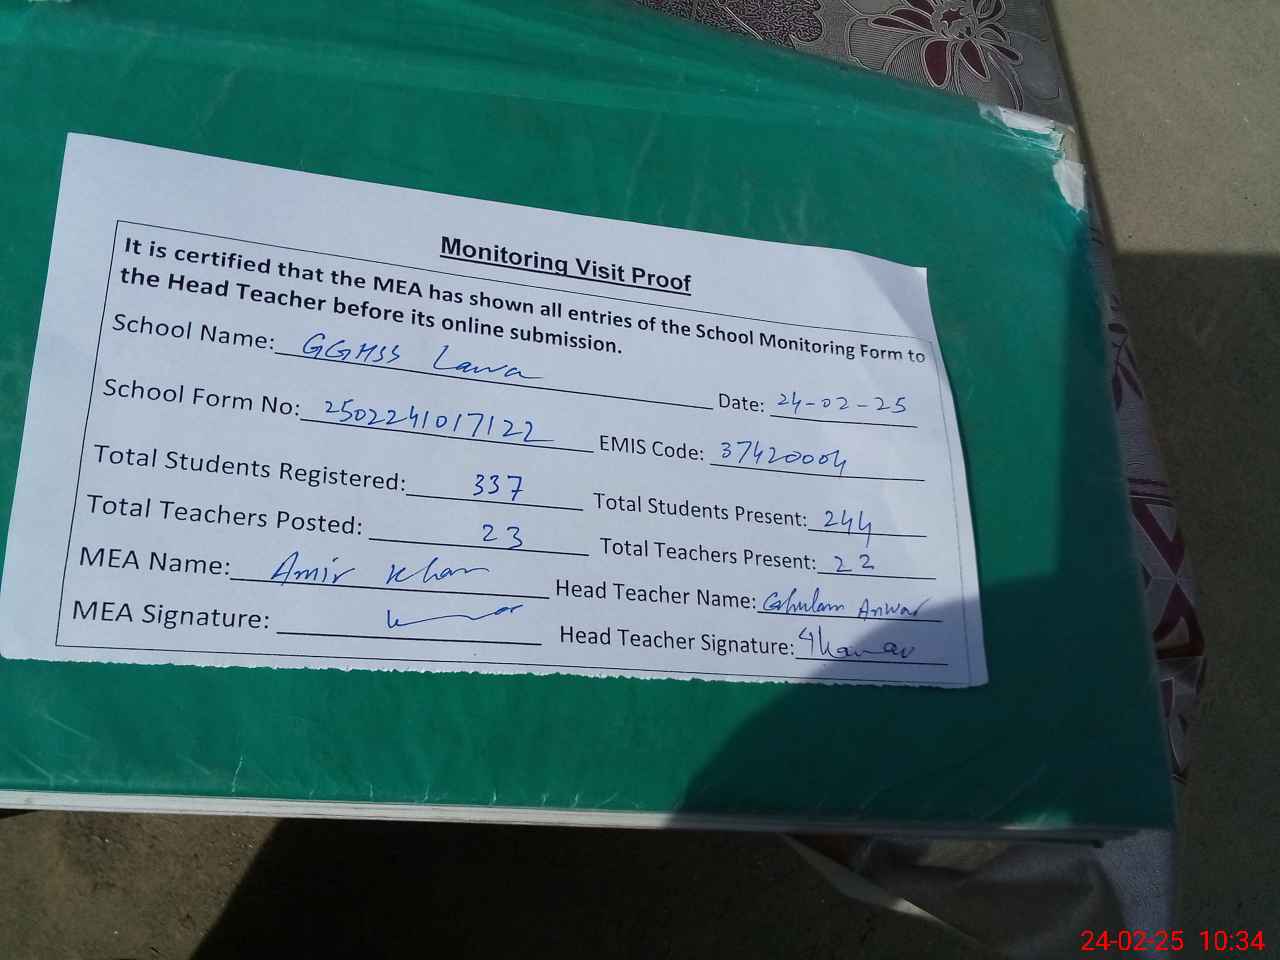 Monitoring Visit Proof
It is certified that the MEA has shown all entries of the School Monitoring Form to
the Head Teacher before its online submission.
School Name: GGHSS Lawa Date: 24-02-25
School Form No: 2502241017122 EMIS Code: 37420004
Total Students Registered: 337 Total Students Present: 244
Total Teachers Posted: 23 Total Teachers Present: 22
MEA Name: Amir Khan Head Teacher Name: Ghulam Anwar
MEA Signature: Head Teacher Signature:
24-02-25 10:34